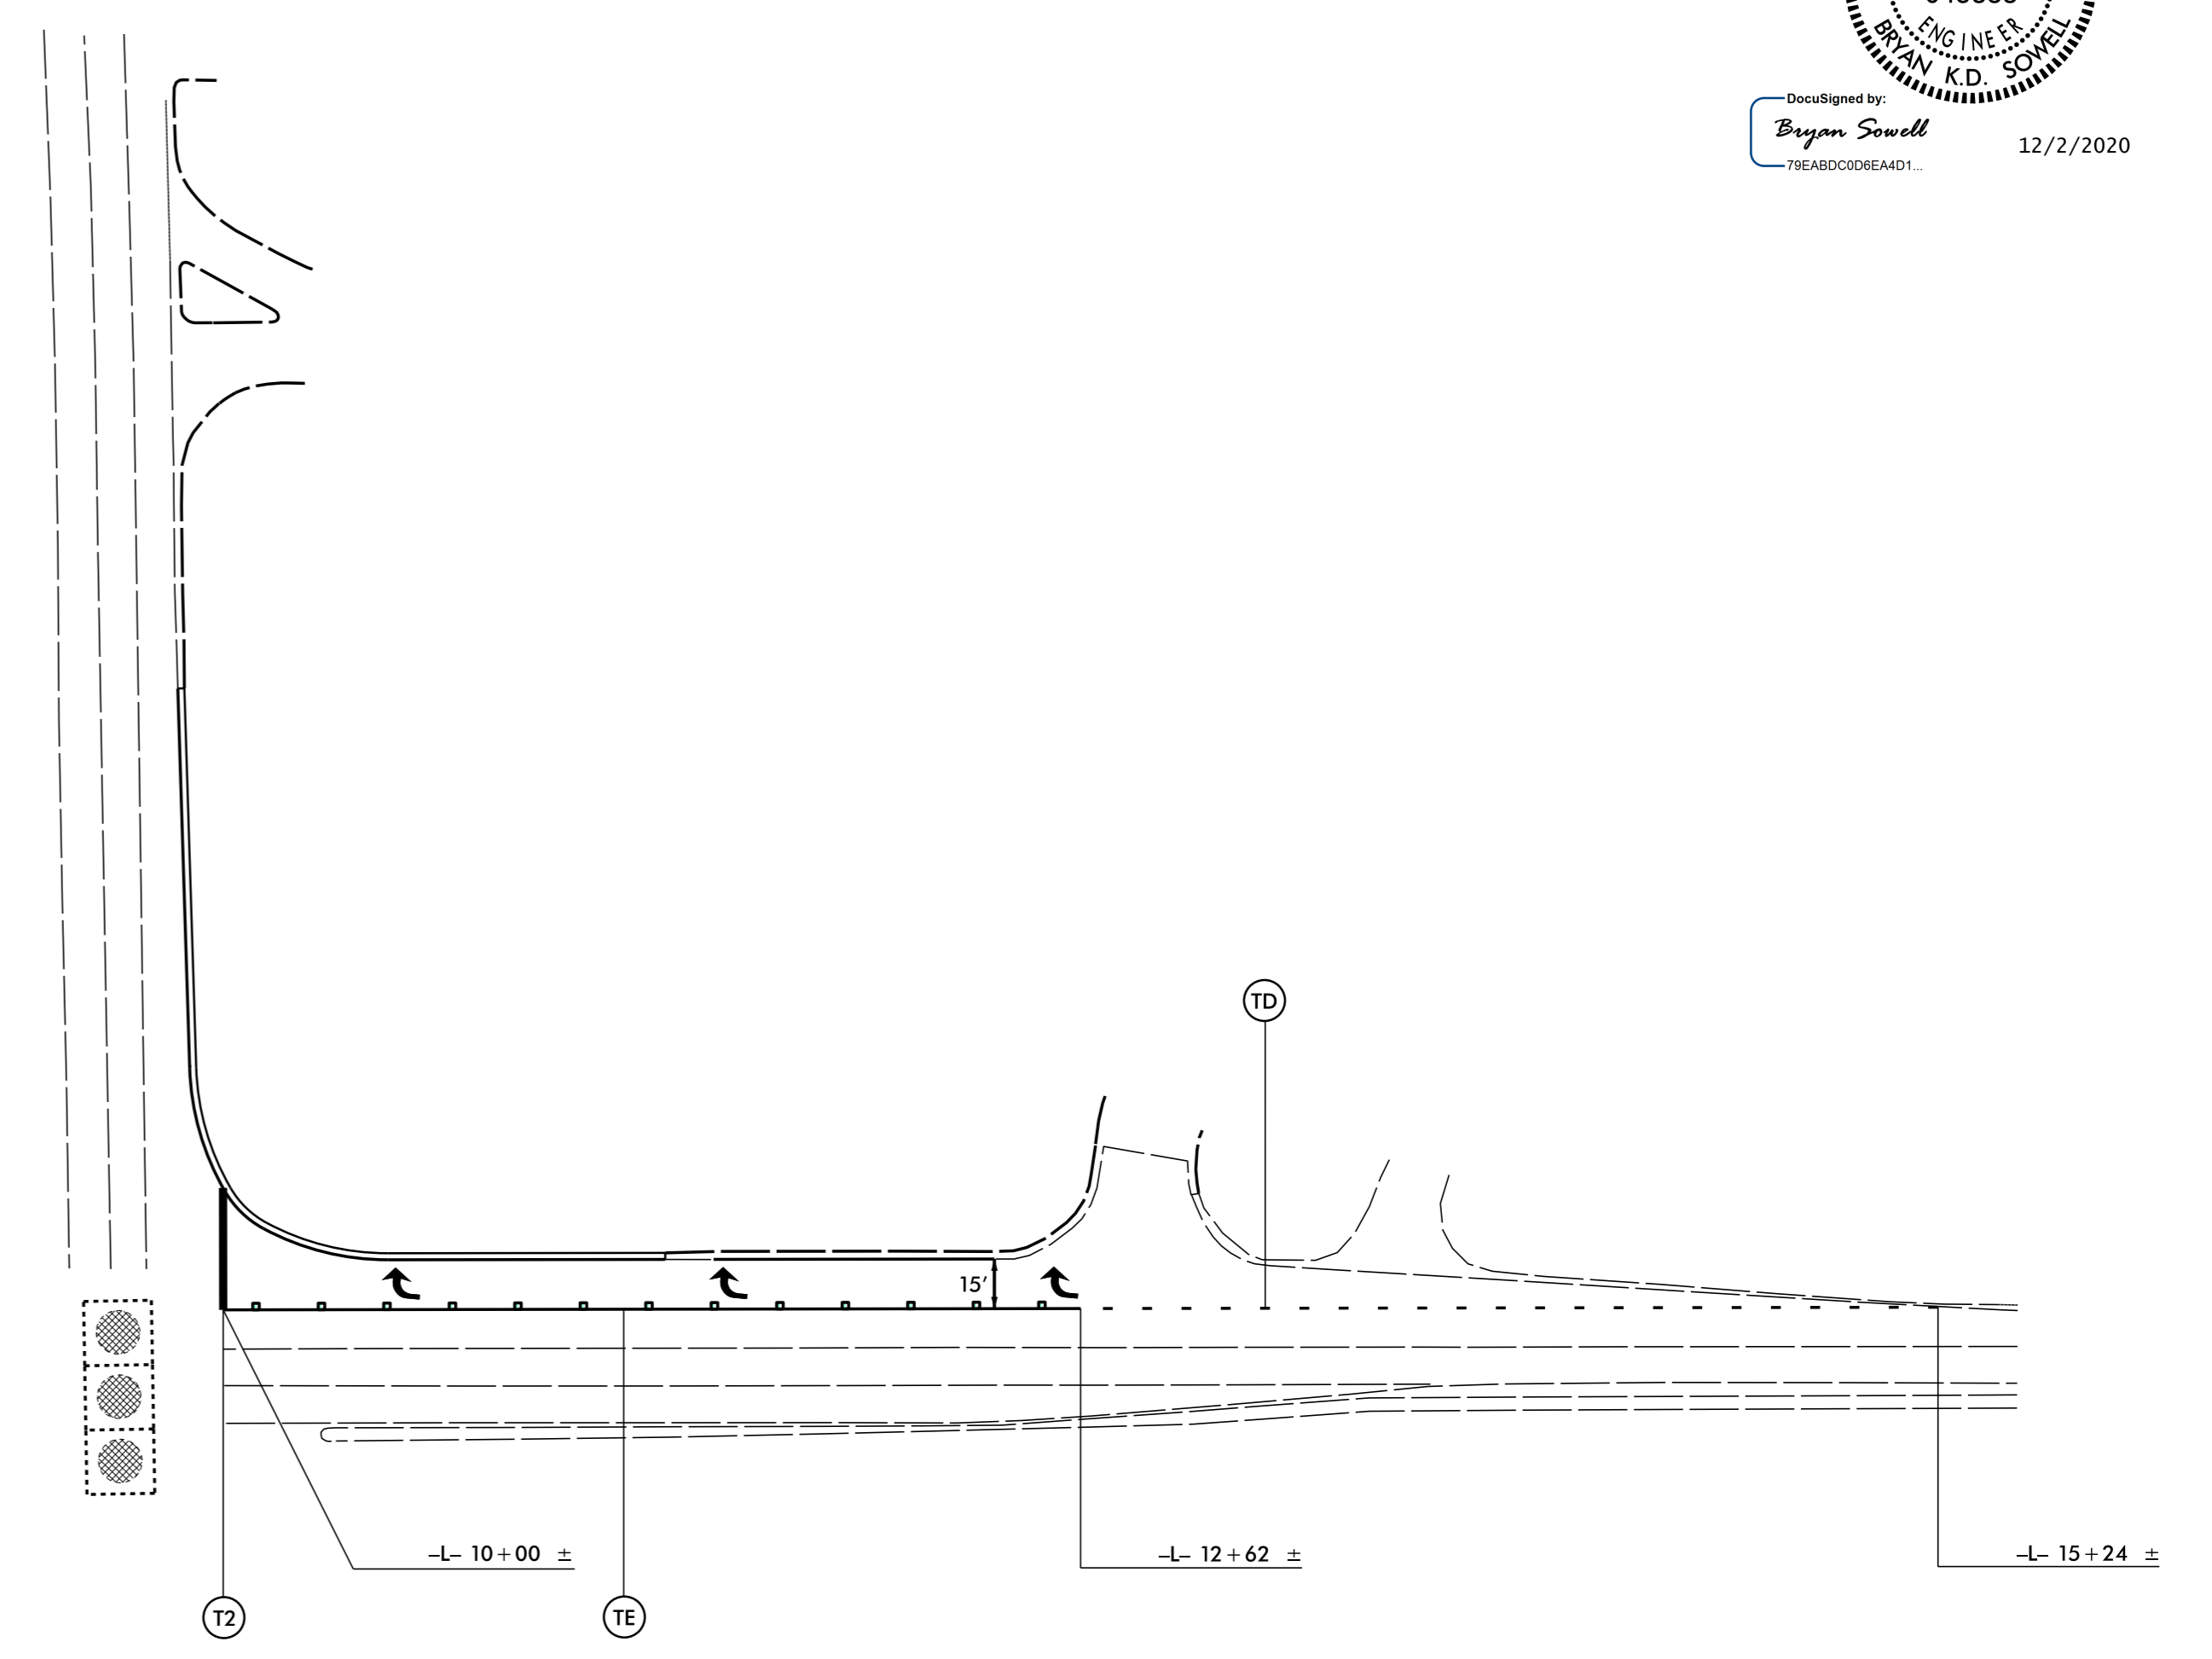 ENGINEER
BRYAN K.D. SOWELL
DocuSigned by:
Bryan Sowell
79EABDC0D6EA4D1...
12/2/2020
TD
15'
–L– 10+00 ±
–L– 12+62 ±
–L– 15+24 ±
T2
TE